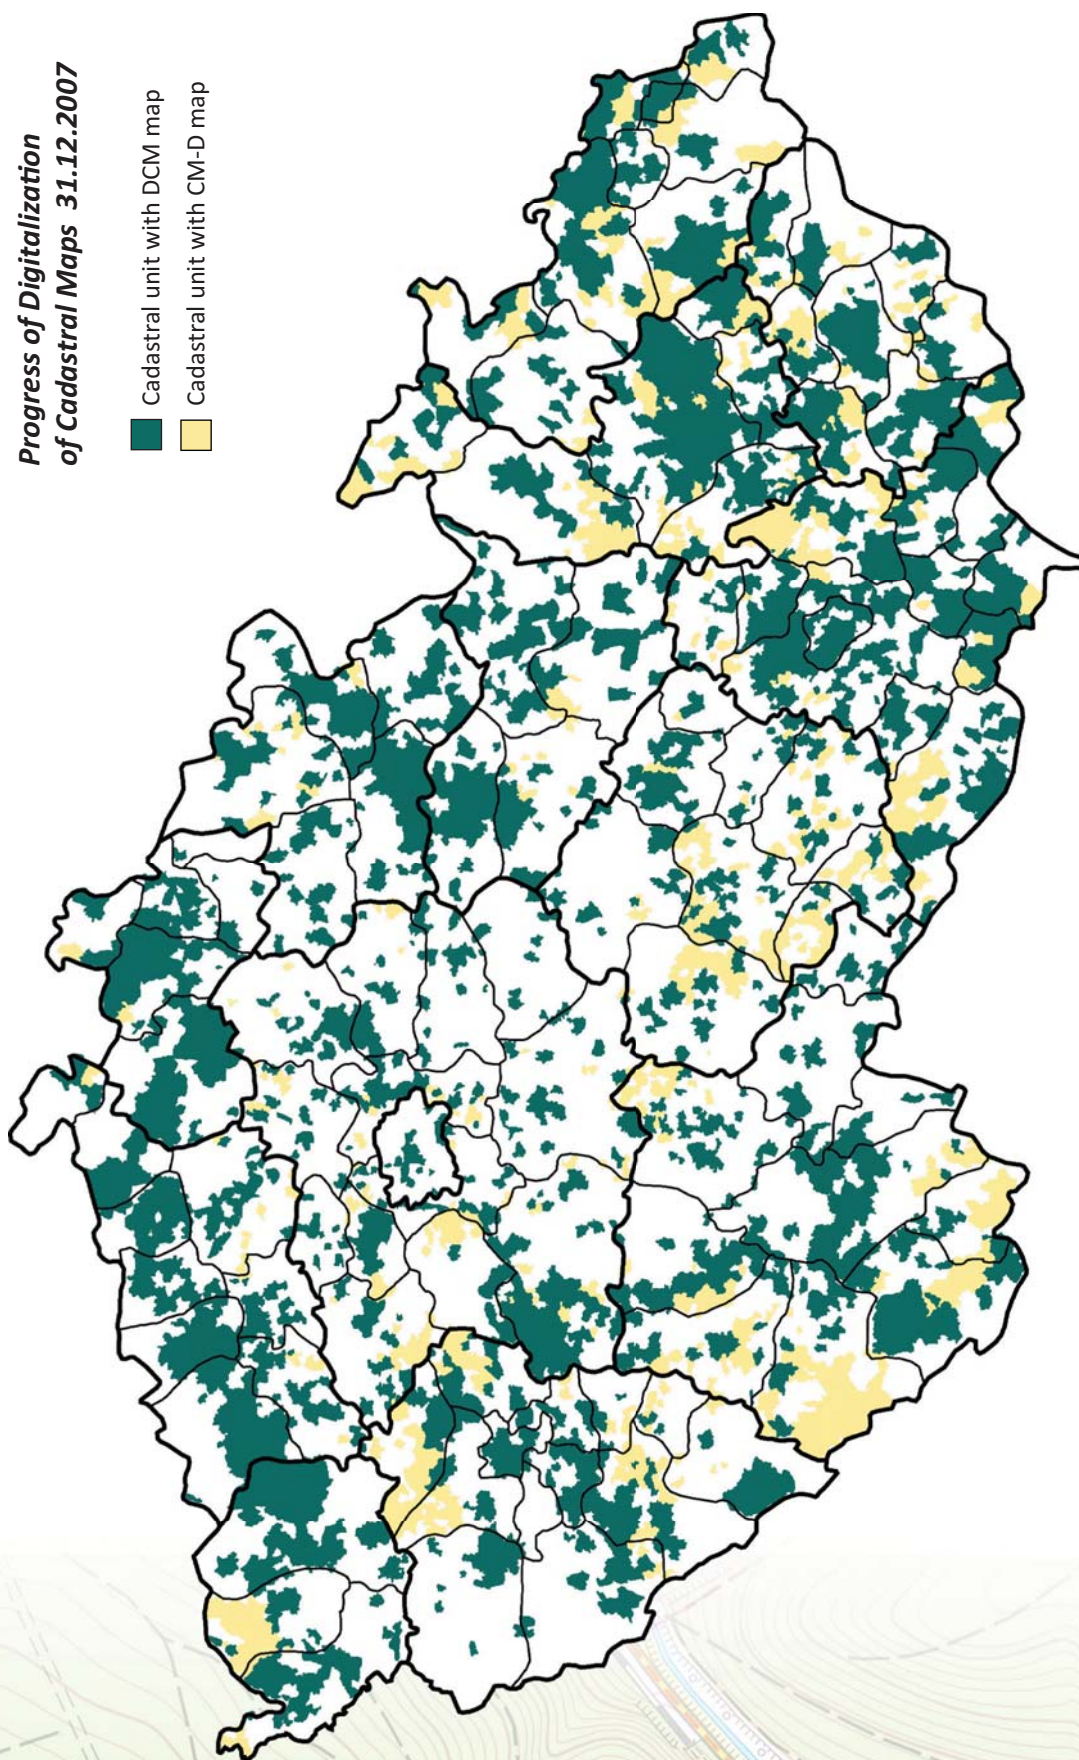 Progress of Digitalization
of Cadastral Maps 31.12.2007
Cadastral unit with DCM map
Cadastral unit with CM-D map